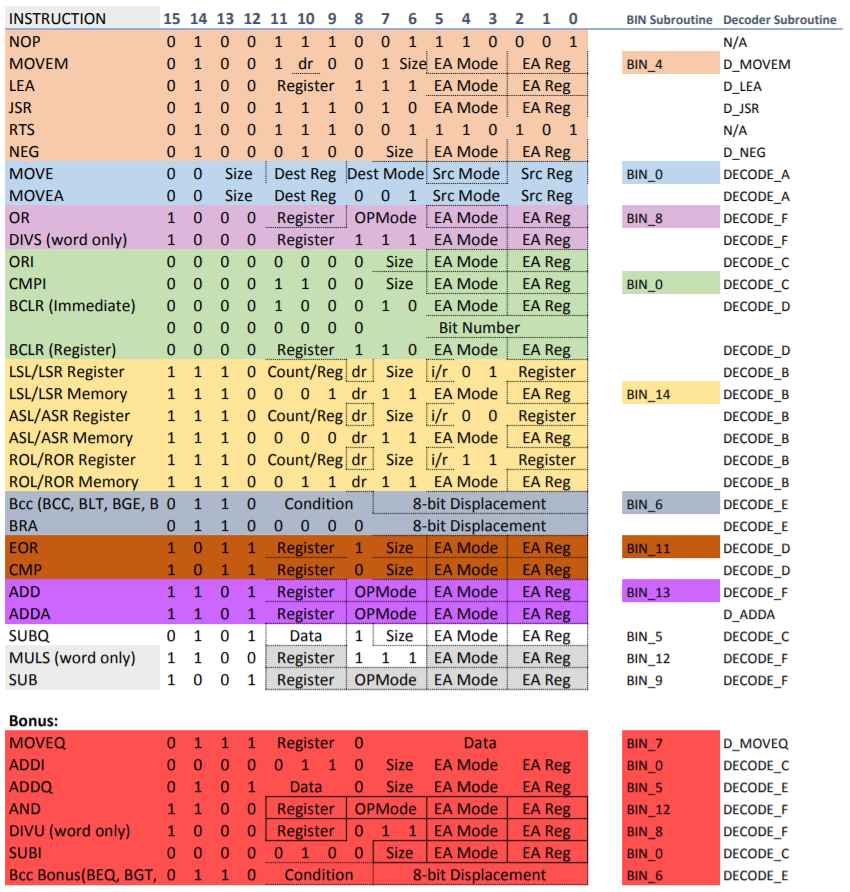 INSTRUCTION 15 14 13 12 11 10 9 8 7 6 5 4 3 2 1 0 BIN Subroutine Decoder Subroutine
NOP 0 1 0 0 1 1 1 0 0 1 1 1 0 0 0 1 N/A
MOVEM 0 1 0 0 1 dr 0 0 1 Size EA Mode EA Reg BIN_4 D_MOVEM
LEA 0 1 0 0 Register 1 1 1 EA Mode EA Reg D_LEA
JSR 0 1 0 0 1 1 1 0 1 0 EA Mode EA Reg D_JSR
RTS 0 1 0 0 1 1 1 0 0 1 1 1 0 1 0 1 N/A
NEG 0 1 0 0 0 1 0 0 Size EA Mode EA Reg D_NEG
MOVE 0 0 Size Dest Reg Dest Mode Src Mode Src Reg BIN_0 DECODE_A
MOVEA 0 0 Size Dest Reg 0 0 1 Src Mode Src Reg DECODE_A
OR 1 0 0 0 Register OPMode EA Mode EA Reg BIN_8 DECODE_F
DIVS (word only) 1 0 0 0 Register 1 1 1 EA Mode EA Reg DECODE_F
ORI 0 0 0 0 0 0 0 0 Size EA Mode EA Reg DECODE_C
CMPI 0 0 0 0 1 1 0 0 Size EA Mode EA Reg BIN_0 DECODE_C
BCLR (Immediate) 0 0 0 0 1 0 0 0 1 0 EA Mode EA Reg DECODE_D
0 0 0 0 0 0 0 0 Bit Number
BCLR (Register) 0 0 0 0 Register 1 1 0 EA Mode EA Reg DECODE_D
LSL/LSR Register 1 1 1 0 Count/Reg dr Size i/r 0 1 Register DECODE_B
LSL/LSR Memory 1 1 1 0 0 0 1 dr 1 1 EA Mode EA Reg BIN_14 DECODE_B
ASL/ASR Register 1 1 1 0 Count/Reg dr Size i/r 0 0 Register DECODE_B
ASL/ASR Memory 1 1 1 0 0 0 0 dr 1 1 EA Mode EA Reg DECODE_B
ROL/ROR Register 1 1 1 0 Count/Reg dr Size i/r 1 1 Register DECODE_B
ROL/ROR Memory 1 1 1 0 0 1 1 dr 1 1 EA Mode EA Reg DECODE_B
Bcc (BCC, BLT, BGE, B 0 1 1 0 Condition 8-bit Displacement BIN_6 DECODE_E
BRA 0 1 1 0 0 0 0 0 8-bit Displacement DECODE_E
EOR 1 0 1 1 Register 1 Size EA Mode EA Reg BIN_11 DECODE_D
CMP 1 0 1 1 Register 0 Size EA Mode EA Reg DECODE_D
ADD 1 1 0 1 Register OPMode EA Mode EA Reg BIN_13 DECODE_F
ADDA 1 1 0 1 Register OPMode EA Mode EA Reg D_ADDA
SUBQ 0 1 0 1 Data 1 Size EA Mode EA Reg BIN_5 DECODE_C
MULS (word only) 1 1 0 0 Register 1 1 1 EA Mode EA Reg BIN_12 DECODE_F
SUB 1 0 0 1 Register OPMode EA Mode EA Reg BIN_9 DECODE_F
Bonus:
MOVEQ 0 1 1 1 Register 0 Data BIN_7 D_MOVEQ
ADDI 0 0 0 0 0 1 1 0 Size EA Mode EA Reg BIN_0 DECODE_C
ADDQ 0 1 0 1 Data 0 Size EA Mode EA Reg BIN_5 DECODE_E
AND 1 1 0 0 Register OPMode EA Mode EA Reg BIN_12 DECODE_F
DIVU (word only) 1 0 0 0 Register 0 1 1 EA Mode EA Reg BIN_8 DECODE_F
SUBI 0 0 0 0 0 1 0 0 Size EA Mode EA Reg BIN_0 DECODE_C
Bcc Bonus(BEQ, BGT, 0 1 1 0 Condition 8-bit Displacement BIN_6 DECODE_E